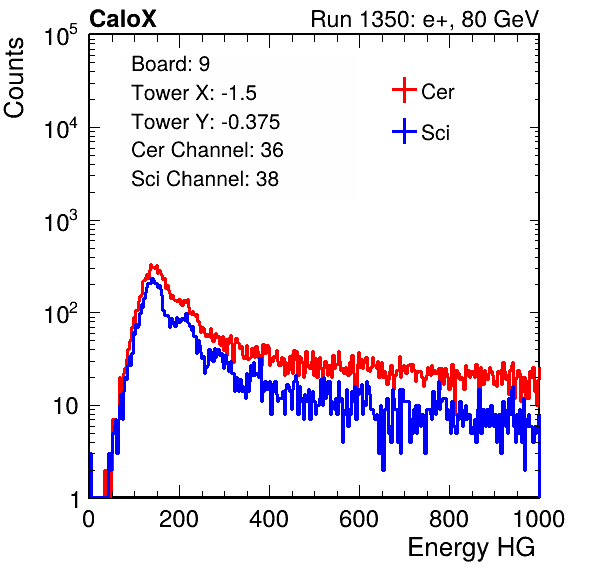 CaloX Run 1350: e+, 80 GeV
Counts
10^5
10^4
10^3
10^2
10
1
Board: 9
Tower X: -1.5
Tower Y: -0.375
Cer Channel: 36
Sci Channel: 38
Cer
Sci
0 200 400 600 800 1000
Energy HG